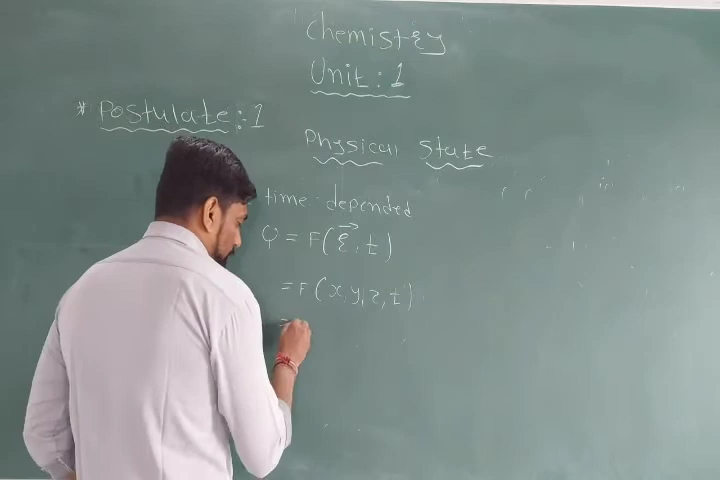 Chemistry
Unit : 1
* Postulate : 1
Physical State
time-depended
Ψ = F(r⃗, t)
= F(x, y, z, t)
=